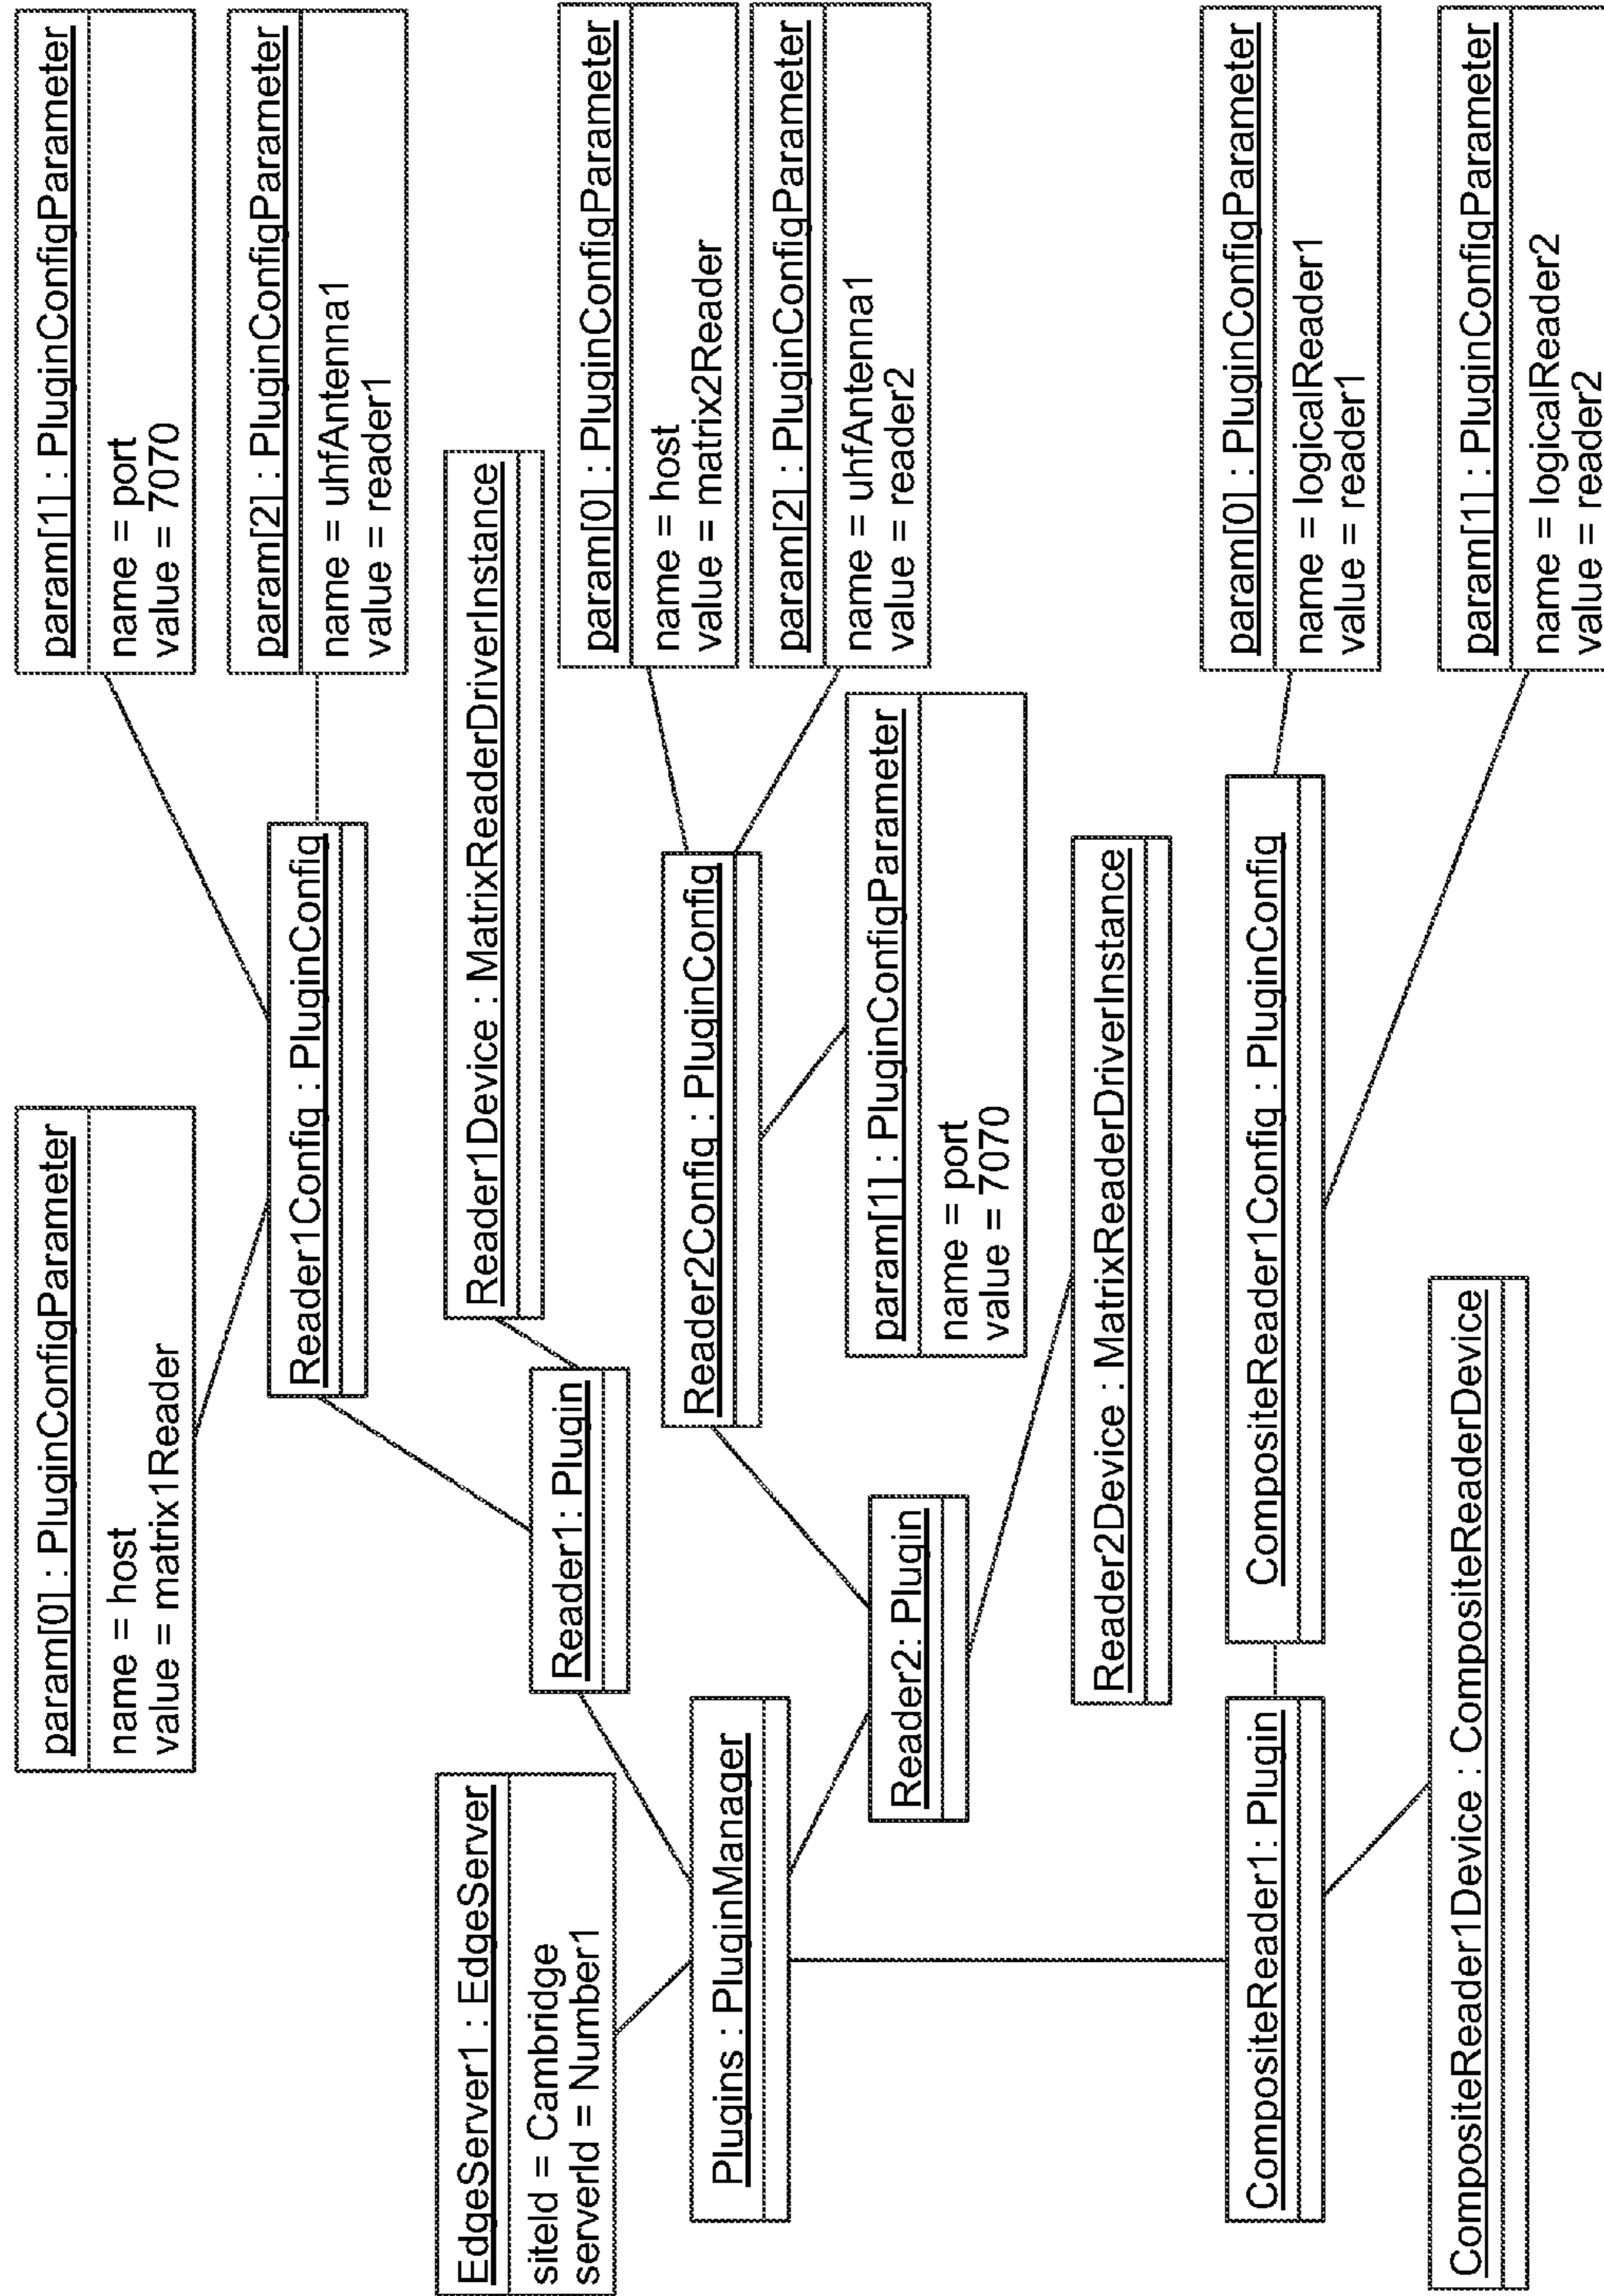 param[0] : PluginConfigParameter
name = host
value = matrix1Reader
param[1] : PluginConfigParameter
name = port
value = 7070
param[2] : PluginConfigParameter
name = uhfAntenna1
value = reader1
Reader1Config : PluginConfig
EdgeServer1 : EdgeServer
siteId = Cambridge
serverId = Number1
Reader1Device : MatrixReaderDriverInstance
Reader1: Plugin
param[0] : PluginConfigParameter
name = host
value = matrix2Reader
Plugins : PluginManager
Reader2Config : PluginConfig
param[2] : PluginConfigParameter
name = uhfAntenna1
value = reader2
Reader2: Plugin
param[1] : PluginConfigParameter
name = port
value = 7070
Reader2Device : MatrixReaderDriverInstance
CompositeReader1: Plugin
CompositeReader1Config : PluginConfig
param[0] : PluginConfigParameter
name = logicalReader1
value = reader1
CompositeReader1Device : CompositeReaderDevice
param[1] : PluginConfigParameter
name = logicalReader2
value = reader2